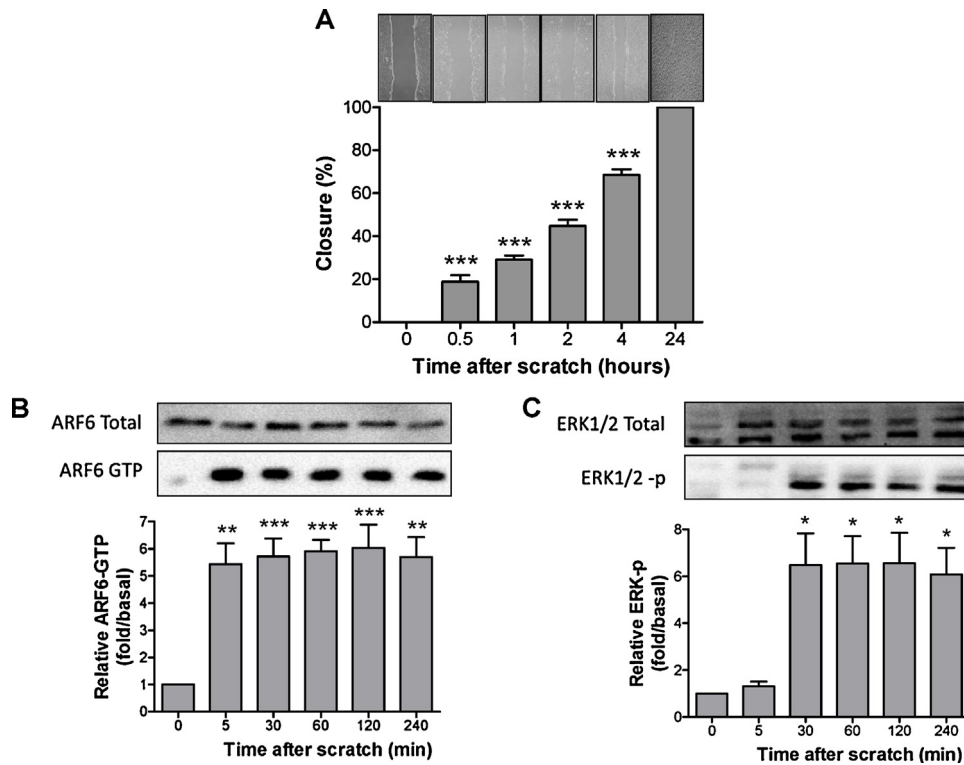 A
100
80
60
40
20
0
Closure (%)
***
***
***
***
0 0.5 1 2 4 24
Time after scratch (hours)
B
ARF6 Total
ARF6 GTP
7
6
5
4
3
2
1
0
Relative ARF6-GTP
(fold/basal)
** *** *** *** **
0 5 30 60 120 240
Time after scratch (min)
C
ERK1/2 Total
ERK1/2 -p
8
6
4
2
0
Relative ERK-p
(fold/basal)
* * * *
0 5 30 60 120 240
Time after scratch (min)